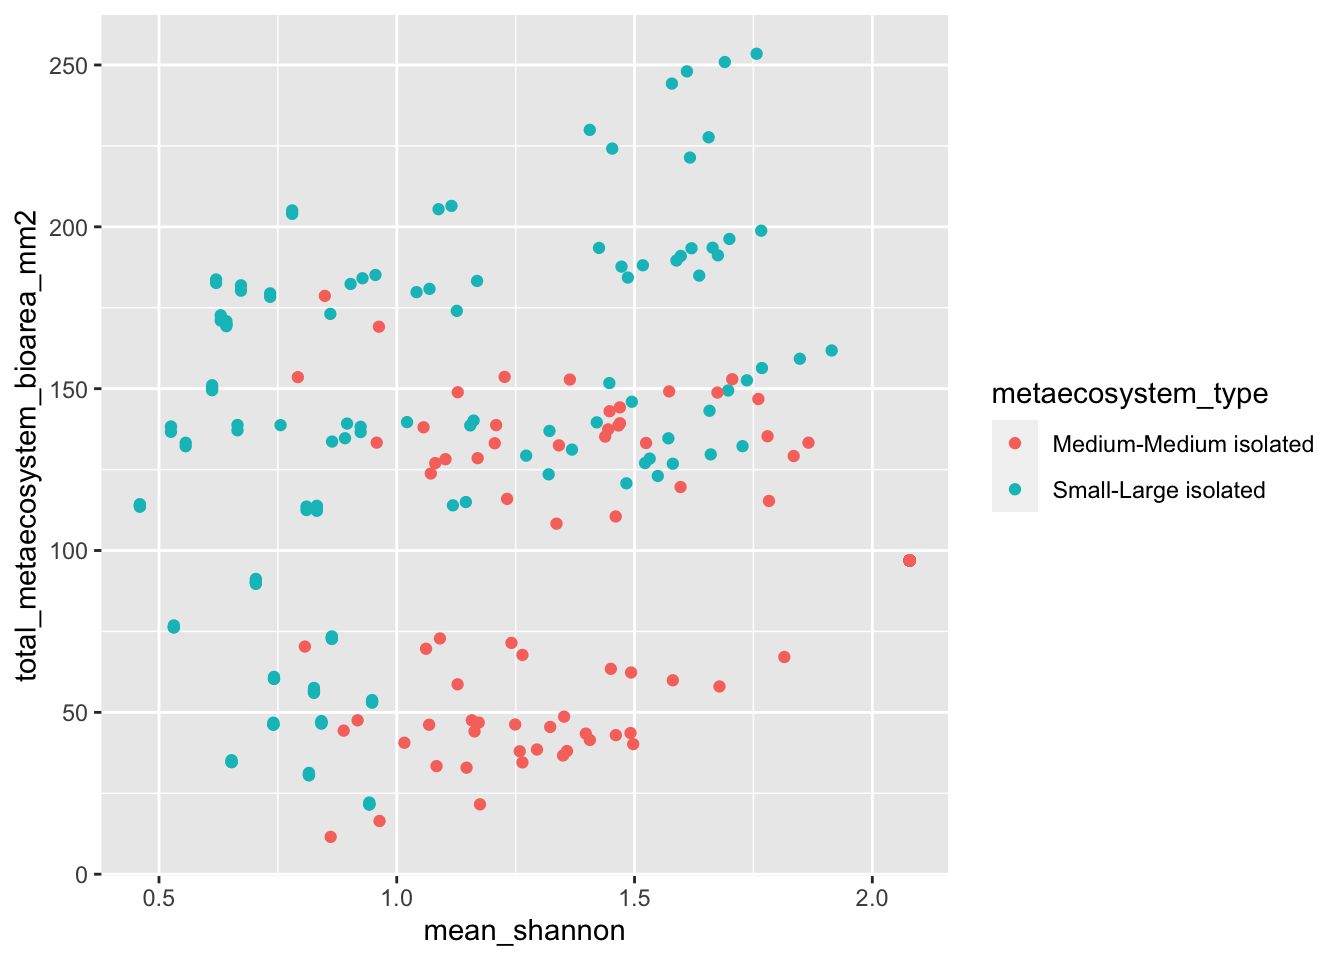 total_metaecosystem_bioarea_mm2
250
200
150
100
50
0
0.5 1.0 1.5 2.0
mean_shannon
metaecosystem_type
Medium-Medium isolated
Small-Large isolated